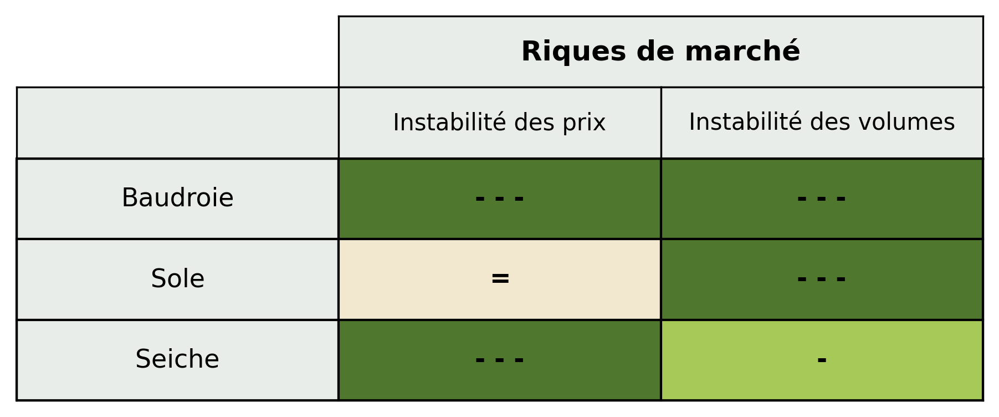 Riques de marché
Instabilité des prix Instabilité des volumes
Baudroie - - - - - -
Sole = - - -
Seiche - - - -